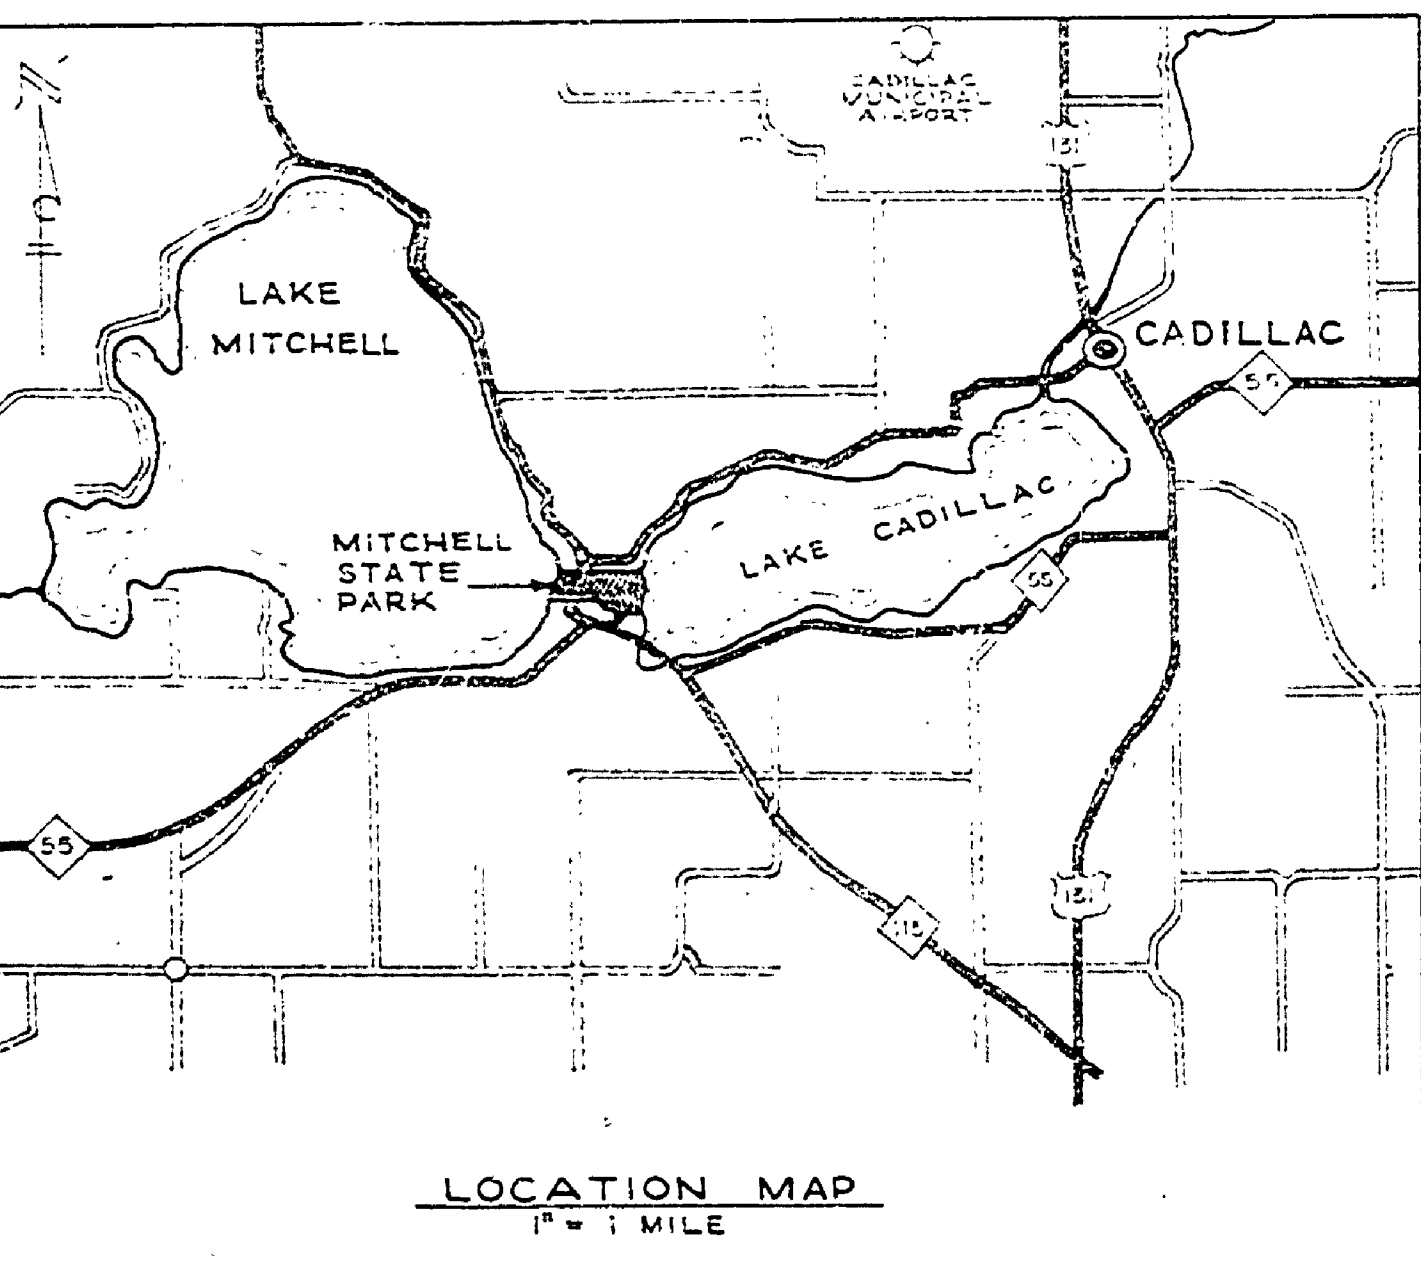 N
CADILLAC
MUNICIPAL
AIRPORT
131
LAKE
MITCHELL
CADILLAC
55
LAKE CADILLAC
MITCHELL
STATE
PARK
55
55
131
115
LOCATION MAP
1" = 1 MILE